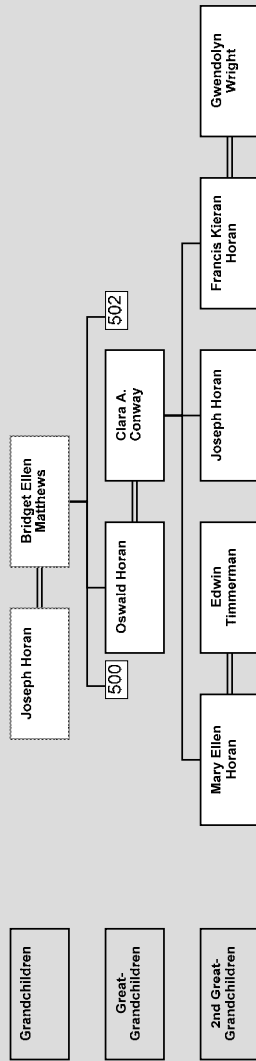 Grandchildren
Joseph Horan
Bridget Ellen
Matthews
Great-
Grandchildren
500
Oswald Horan
Clara A.
Conway
502
2nd Great-
Grandchildren
Mary Ellen
Horan
Edwin
Timmerman
Joseph Horan
Francis Kieran
Horan
Gwendolyn
Wright